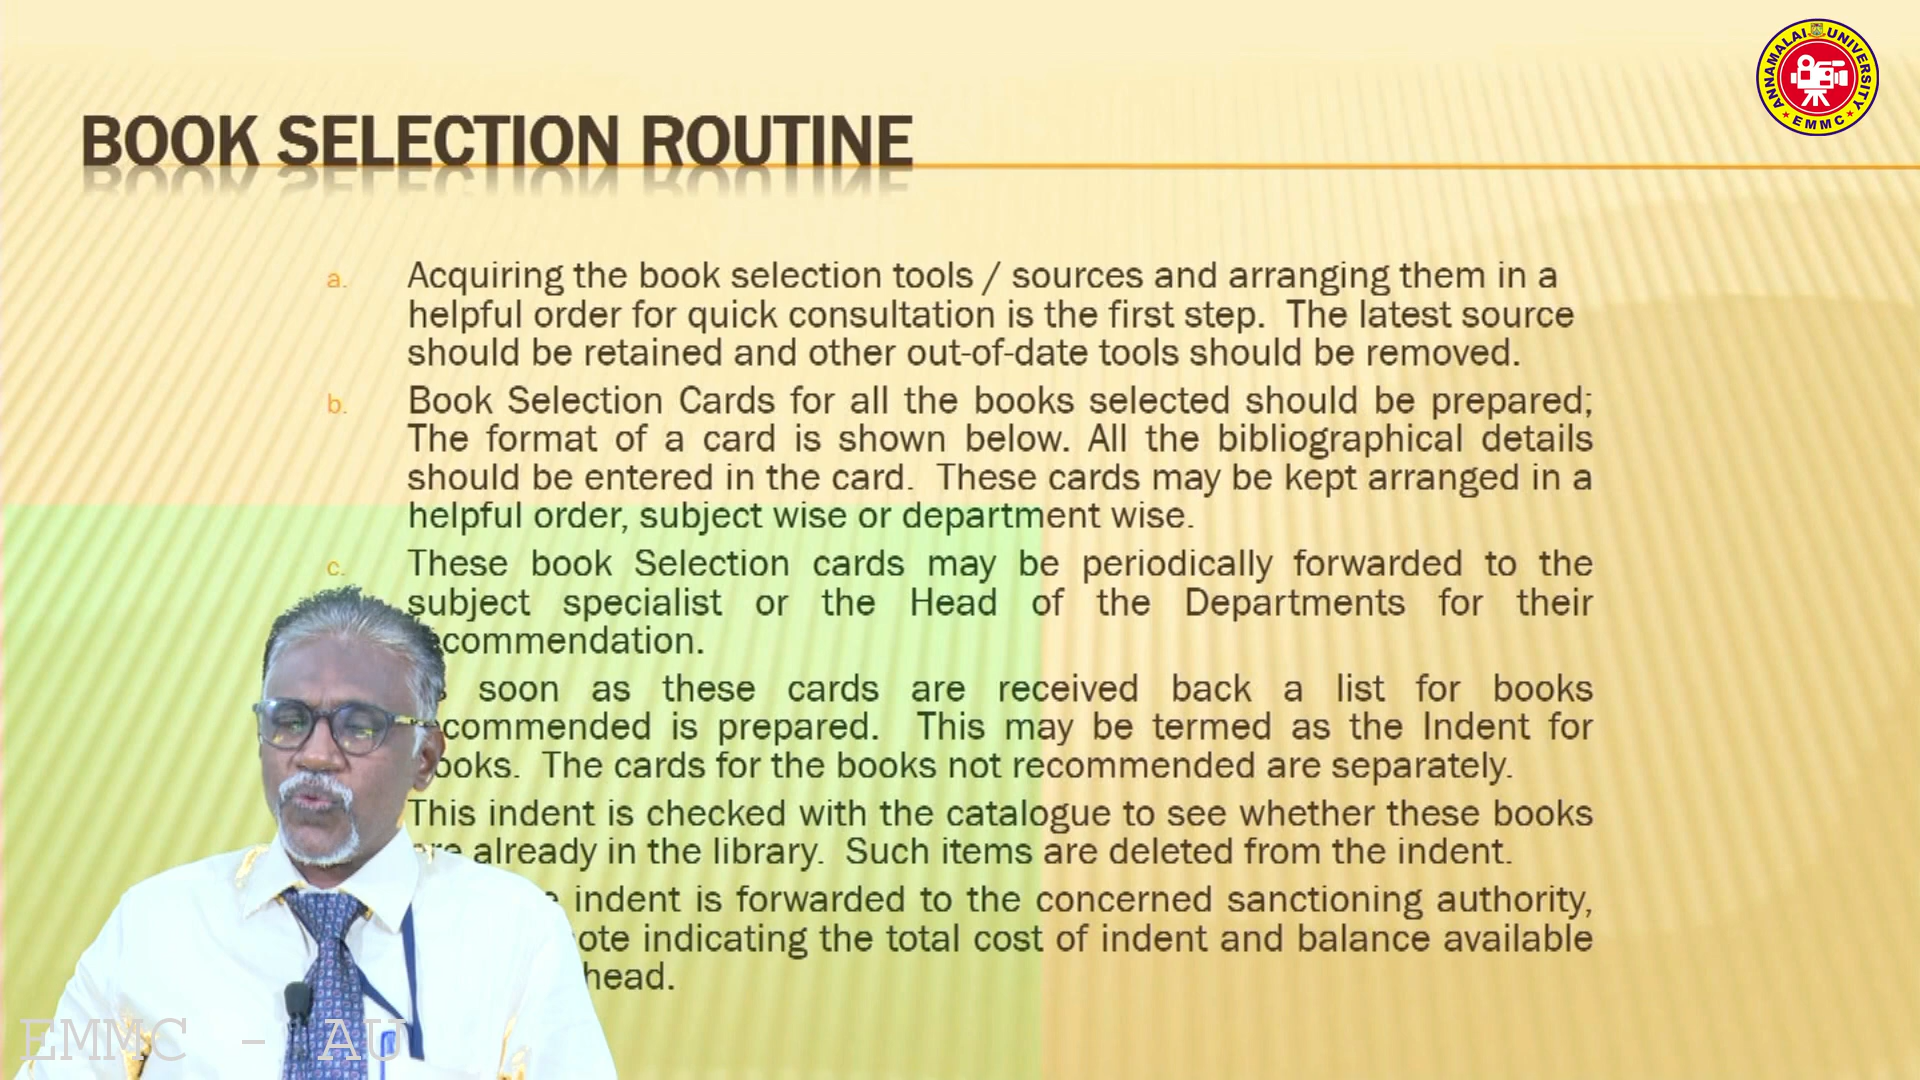 ANNAMALAI UNIVERSITY
EMMC
BOOK SELECTION ROUTINE
a. Acquiring the book selection tools / sources and arranging them in a
helpful order for quick consultation is the first step. The latest source
should be retained and other out-of-date tools should be removed.
b. Book Selection Cards for all the books selected should be prepared;
The format of a card is shown below. All the bibliographical details
should be entered in the card. These cards may be kept arranged in a
helpful order, subject wise or department wise.
c. These book Selection cards may be periodically forwarded to the
subject specialist or the Head of the Departments for their
commendation.
soon as these cards are received back a list for books
commended is prepared. This may be termed as the Indent for
ooks. The cards for the books not recommended are separately.
This indent is checked with the catalogue to see whether these books
already in the library. Such items are deleted from the indent.
indent is forwarded to the concerned sanctioning authority,
ote indicating the total cost of indent and balance available
head.
EMMC - AU